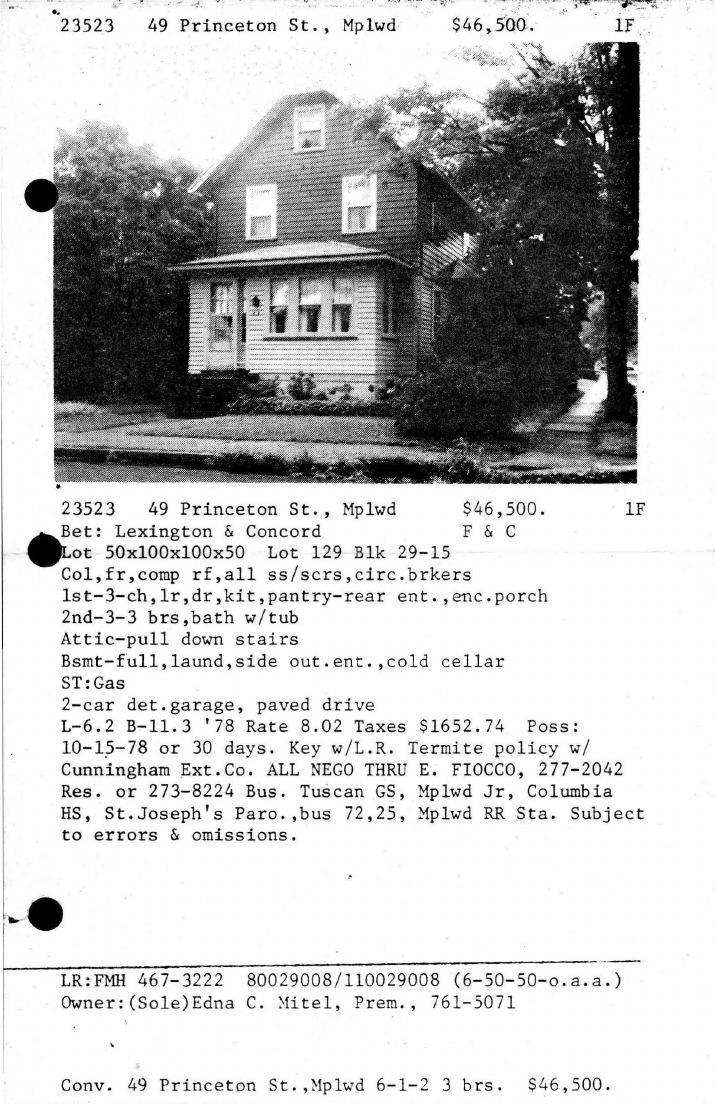 23523 49 Princeton St., Mplwd $46,500. 1F
23523 49 Princeton St., Mplwd $46,500. 1F
Bet: Lexington & Concord F & C
Lot 50x100x100x50 Lot 129 Blk 29-15
Col,fr,comp rf,all ss/scrs,circ.brkers
1st-3-ch,lr,dr,kit,pantry-rear ent.,enc.porch
2nd-3-3 brs,bath w/tub
Attic-pull down stairs
Bsmt-full,laund,side out.ent.,cold cellar
ST:Gas
2-car det.garage, paved drive
L-6.2 B-11.3 '78 Rate 8.02 Taxes $1652.74 Poss:
10-15-78 or 30 days. Key w/L.R. Termite policy w/
Cunningham Ext.Co. ALL NEGO THRU E. FIOCCO, 277-2042
Res. or 273-8224 Bus. Tuscan GS, Mplwd Jr, Columbia
HS, St.Joseph's Paro.,bus 72,25, Mplwd RR Sta. Subject
to errors & omissions.
LR:FMH 467-3222 80029008/110029008 (6-50-50-o.a.a.)
Owner:(Sole)Edna C. Mitel, Prem., 761-5071
Conv. 49 Princeton St.,Mplwd 6-1-2 3 brs. $46,500.